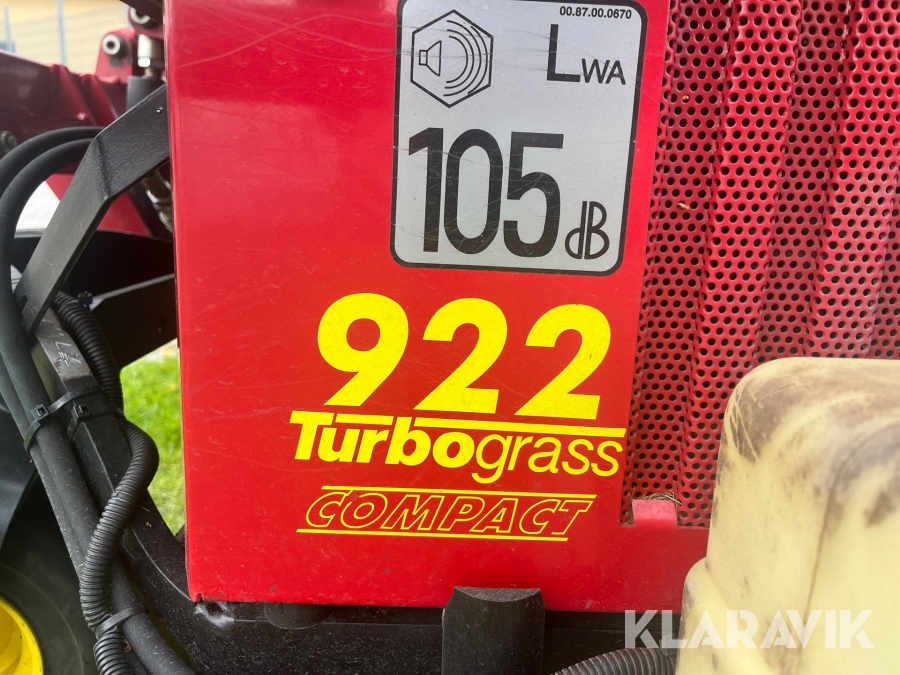 00.87.00.0670
LWA
105 dB
922
Turbograss
COMPACT
KLARAVIK